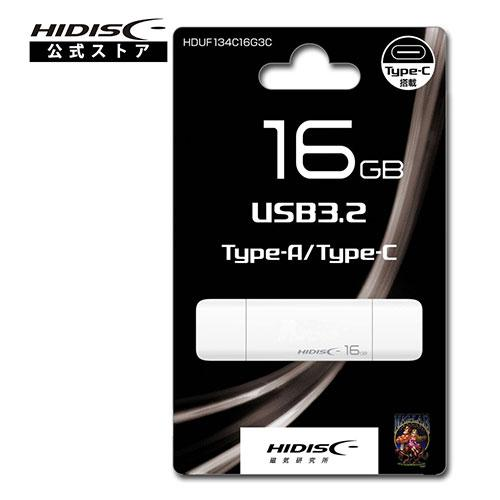 HIDISC
公式ストア
HDUF134C16G3C
Type-C
搭載
16GB
USB3.2
Type-A/Type-C
HIDISC 16GB
HIDISC
磁気研究所